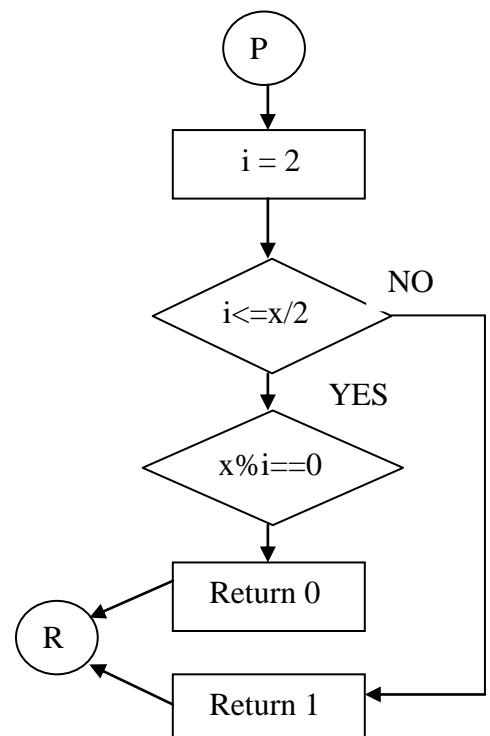 P
i = 2
i<=x/2
NO
YES
x%i==0
Return 0
R
Return 1